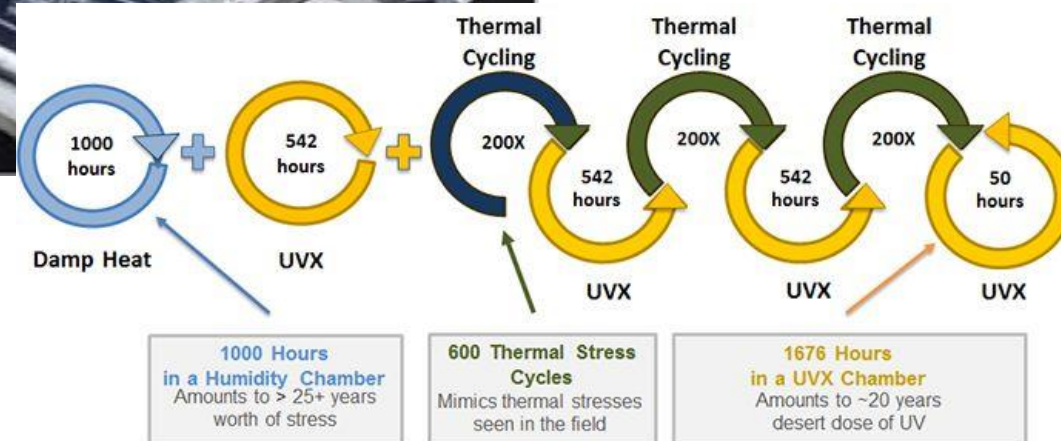 Thermal
Cycling
Thermal
Cycling
Thermal
Cycling
1000
hours
542
hours
200X
542
hours
200X
542
hours
200X
50
hours
Damp Heat
UVX
UVX
UVX
UVX
1000 Hours
in a Humidity Chamber
Amounts to > 25+ years
worth of stress
600 Thermal Stress
Cycles
Mimics thermal stresses
seen in the field
1676 Hours
in a UVX Chamber
Amounts to ~20 years
desert dose of UV